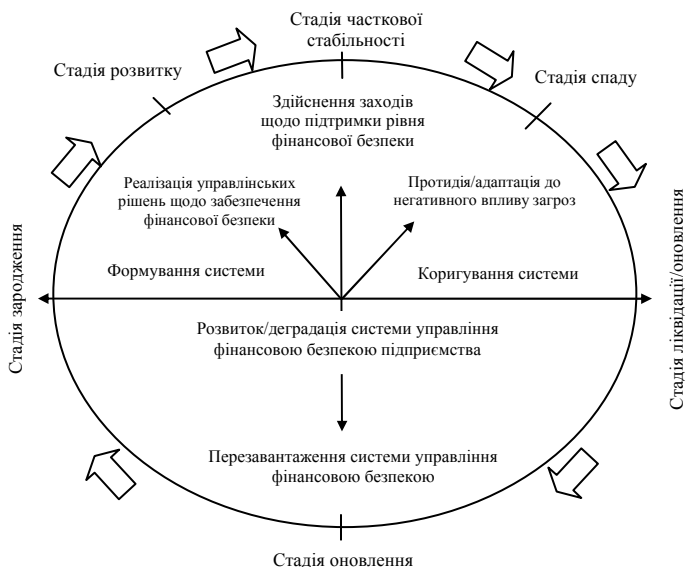 Стадія часткової
стабільності
Стадія розвитку
Стадія спаду
Здійснення заходів
щодо підтримки рівня
фінансової безпеки
Реалізація управлінських
рішень щодо забезпечення
фінансової безпеки
Протидія/адаптація до
негативного впливу загроз
Формування системи
Коригування системи
Стадія зародження
Стадія ліквідації/оновлення
Розвиток/деградація системи управління
фінансовою безпекою підприємства
Перезавантаження системи управління
фінансовою безпекою
Стадія оновлення